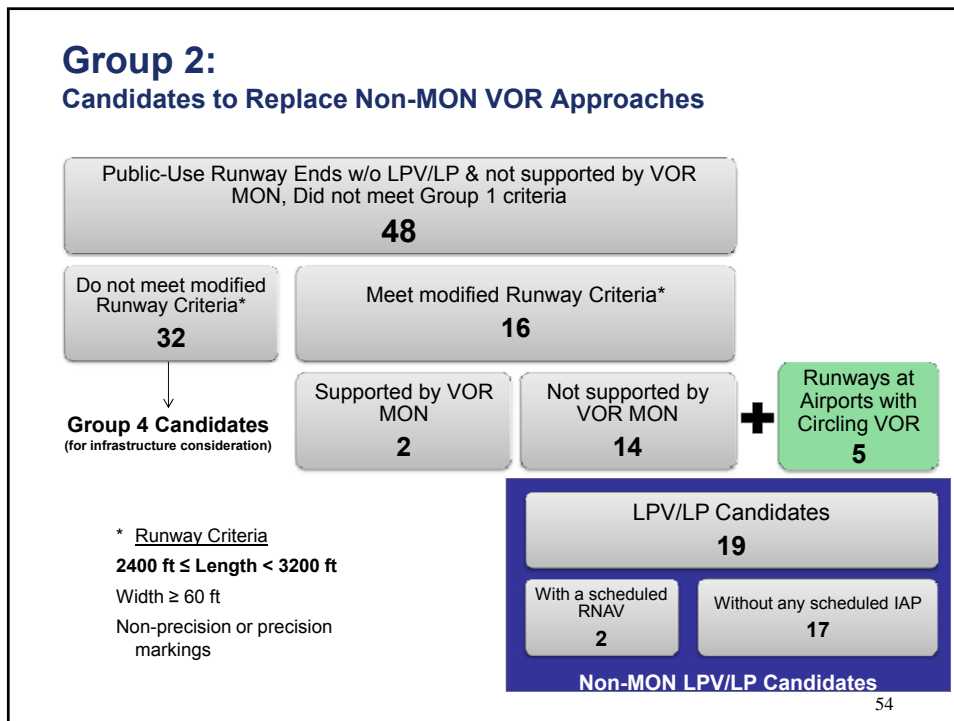 Group 2:
Candidates to Replace Non-MON VOR Approaches
Public-Use Runway Ends w/o LPV/LP & not supported by VOR
MON, Did not meet Group 1 criteria
48
Do not meet modified
Runway Criteria*
32
Meet modified Runway Criteria*
16
Group 4 Candidates
(for infrastructure consideration)
Supported by VOR
MON
2
Not supported by
VOR MON
14
+
Runways at
Airports with
Circling VOR
5
LPV/LP Candidates
19
With a scheduled
RNAV
2
Without any scheduled IAP
17
Non-MON LPV/LP Candidates
* Runway Criteria
2400 ft ≤ Length < 3200 ft
Width ≥ 60 ft
Non-precision or precision
markings
54